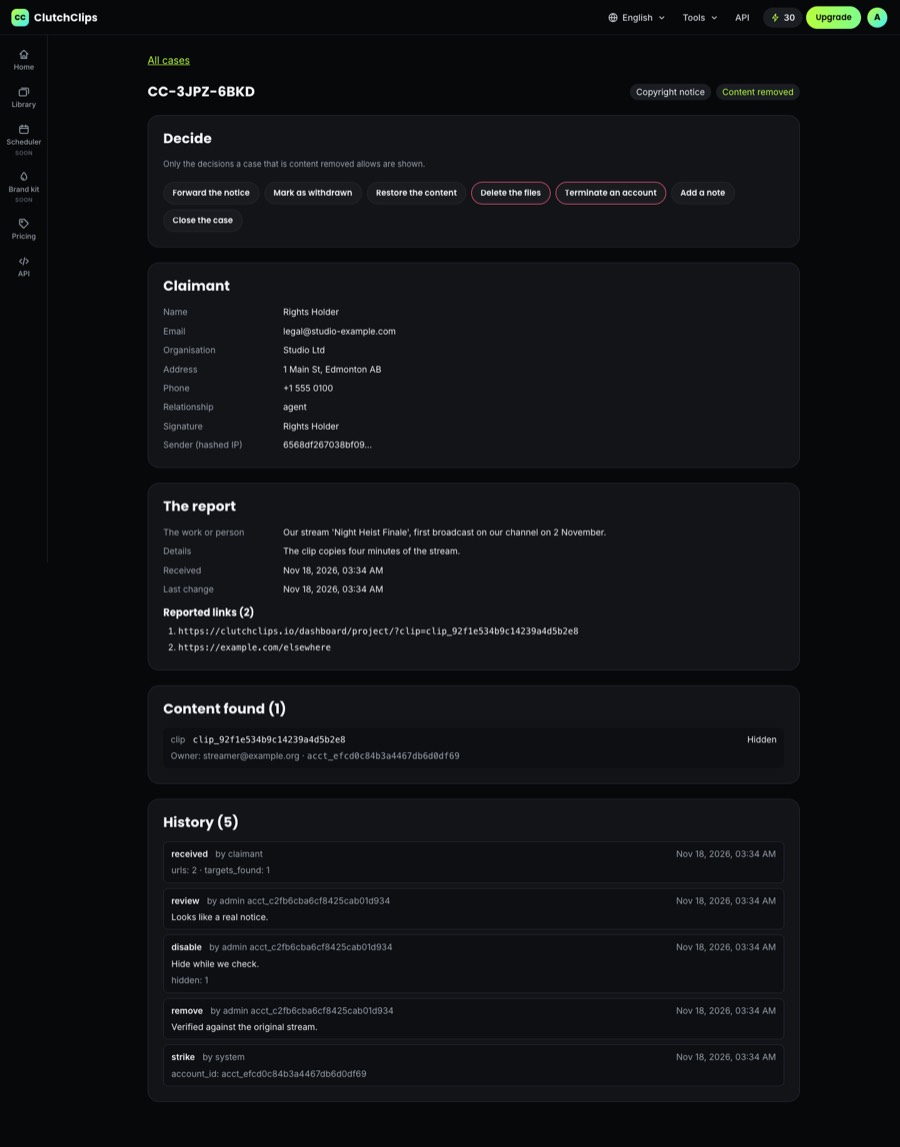 CC ClutchClips
English
Tools
API
30
Upgrade
A
Home
Library
Scheduler
SOON
Brand kit
SOON
Pricing
API
All cases
CC-3JPZ-6BKD
Copyright notice
Content removed
Decide
Only the decisions a case that is content removed allows are shown.
Forward the notice
Mark as withdrawn
Restore the content
Delete the files
Terminate an account
Add a note
Close the case
Claimant
Name Rights Holder
Email legal@studio-example.com
Organisation Studio Ltd
Address 1 Main St, Edmonton AB
Phone +1 555 0100
Relationship agent
Signature Rights Holder
Sender (hashed IP) 6568df267038bf09...
The report
The work or person Our stream 'Night Heist Finale', first broadcast on our channel on 2 November.
Details The clip copies four minutes of the stream.
Received Nov 18, 2026, 03:34 AM
Last change Nov 18, 2026, 03:34 AM
Reported links (2)
1. https://clutchclips.io/dashboard/project/?clip=clip_92f1e534b9c14239a4d5b2e8
2. https://example.com/elsewhere
Content found (1)
clip clip_92f1e534b9c14239a4d5b2e8 Hidden
Owner: streamer@example.org · acct_efcd0c84b3a4467db6d0df69
History (5)
received by claimant Nov 18, 2026, 03:34 AM
urls: 2 · targets_found: 1
review by admin acct_c2fb6cba6cf8425cab01d934 Nov 18, 2026, 03:34 AM
Looks like a real notice.
disable by admin acct_c2fb6cba6cf8425cab01d934 Nov 18, 2026, 03:34 AM
Hide while we check.
hidden: 1
remove by admin acct_c2fb6cba6cf8425cab01d934 Nov 18, 2026, 03:34 AM
Verified against the original stream.
strike by system Nov 18, 2026, 03:34 AM
account_id: acct_efcd0c84b3a4467db6d0df69